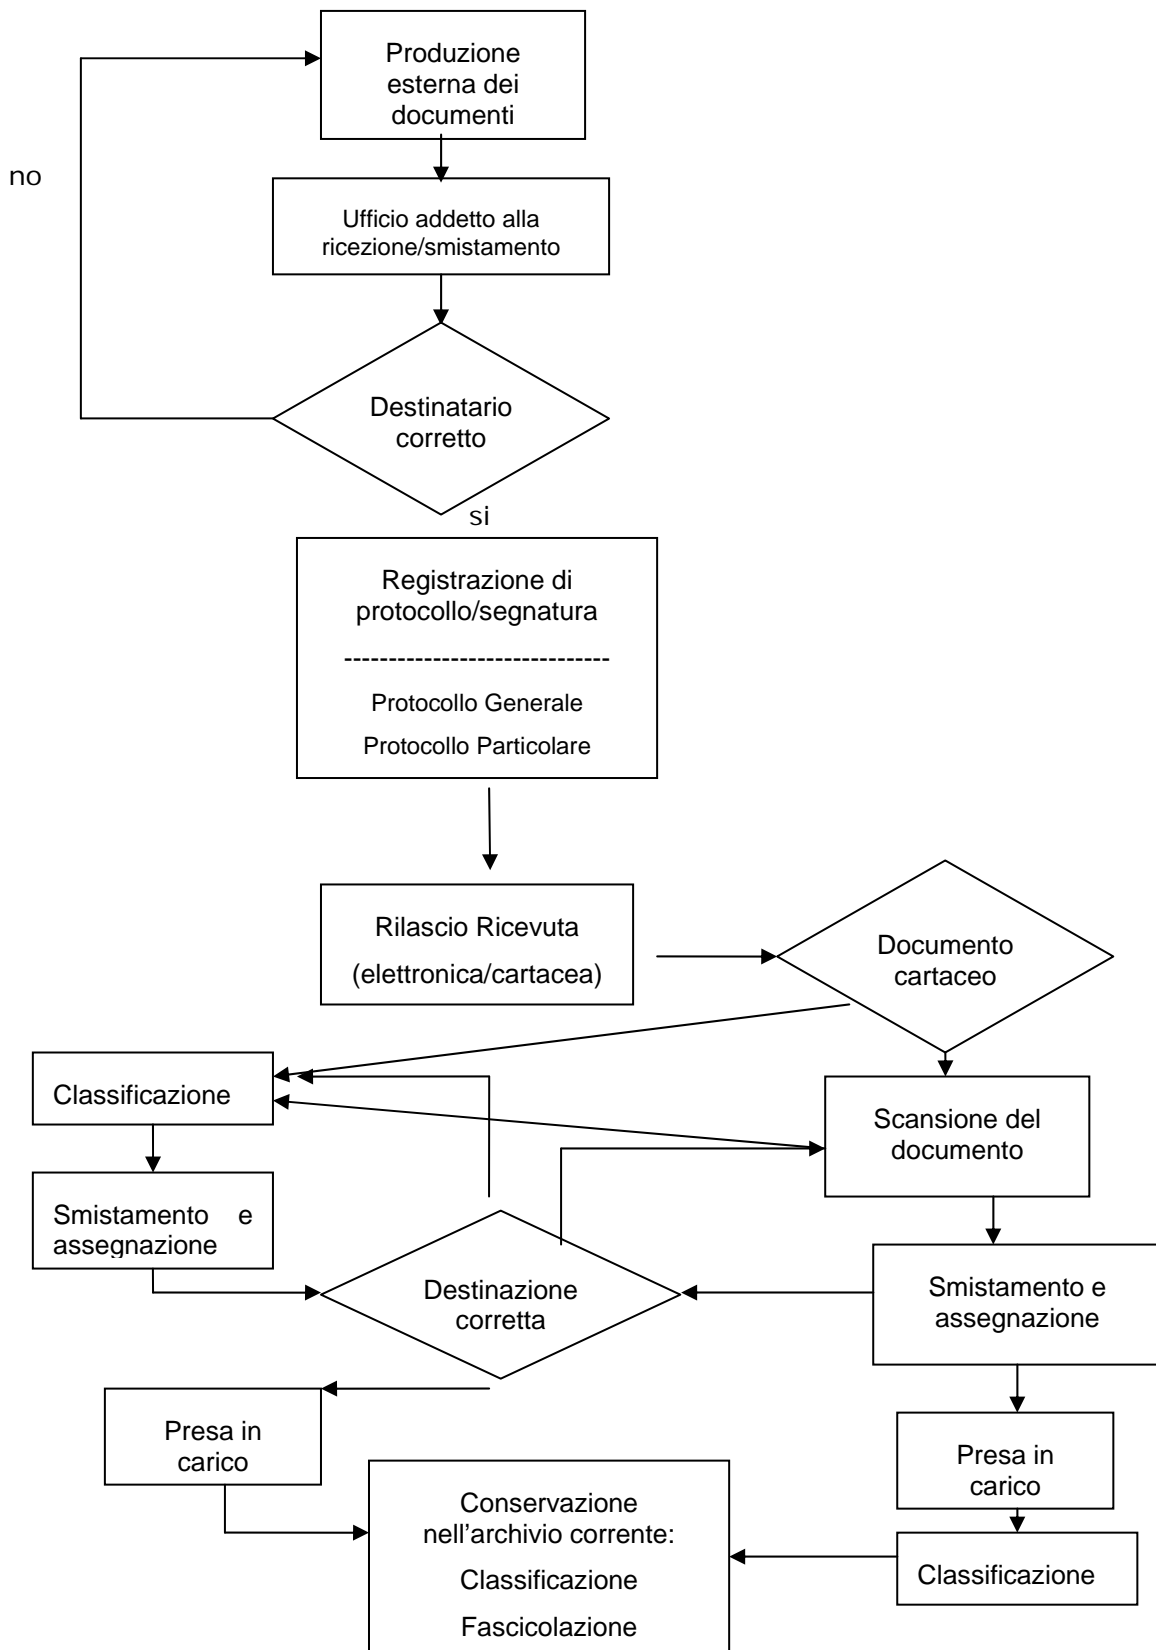 Produzione
esterna dei
documenti
no
Ufficio addetto alla
ricezione/smistamento
Destinatario
corretto
si
Registrazione di
protocollo/segnatura
------------------------------
Protocollo Generale
Protocollo Particolare
Rilascio Ricevuta
(elettronica/cartacea)
Documento
cartaceo
Classificazione
Scansione del
documento
Smistamento e
assegnazione
Destinazione
corretta
Smistamento e
assegnazione
Presa in
carico
Presa in
carico
Conservazione
nell’archivio corrente:
Classificazione
Fascicolazione
Classificazione